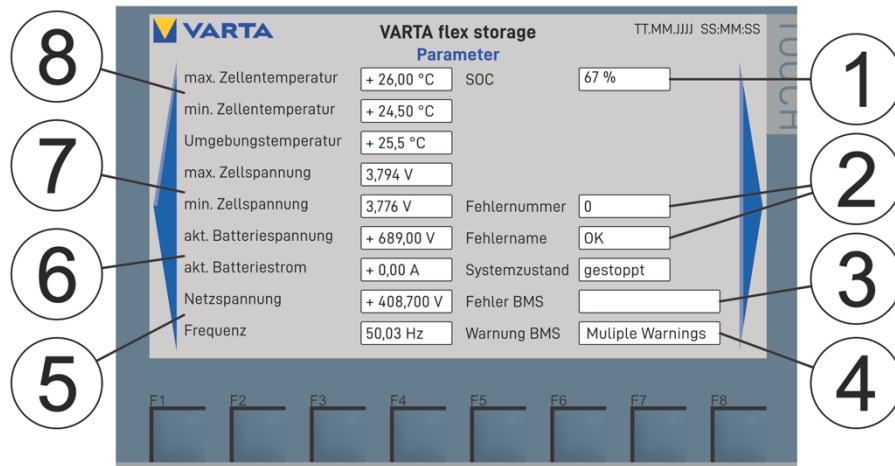 VARTA
VARTA flex storage
TT.MM.JJJJ SS:MM:SS
TOUCH
Parameter
max. Zellentemperatur + 26,00 °C SOC 67 %
min. Zellentemperatur + 24,50 °C
Umgebungstemperatur + 25,5 °C
max. Zellspannung 3,794 V
min. Zellspannung 3,776 V Fehlernummer 0
akt. Batteriespannung + 689,00 V Fehlername OK
akt. Batteriestrom + 0,00 A Systemzustand gestoppt
Netzspannung + 408,700 V Fehler BMS
Frequenz 50,03 Hz Warnung BMS Muliple Warnings
F1 F2 F3 F4 F5 F6 F7 F8
8
7
6
5
1
2
3
4